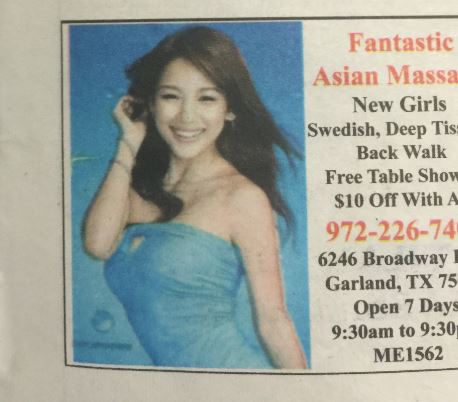 Fantastic
Asian Massa
New Girls
Swedish, Deep Tiss
Back Walk
Free Table Show
$10 Off With A
972-226-74
6246 Broadway
Garland, TX 75
Open 7 Days
9:30am to 9:30p
ME1562